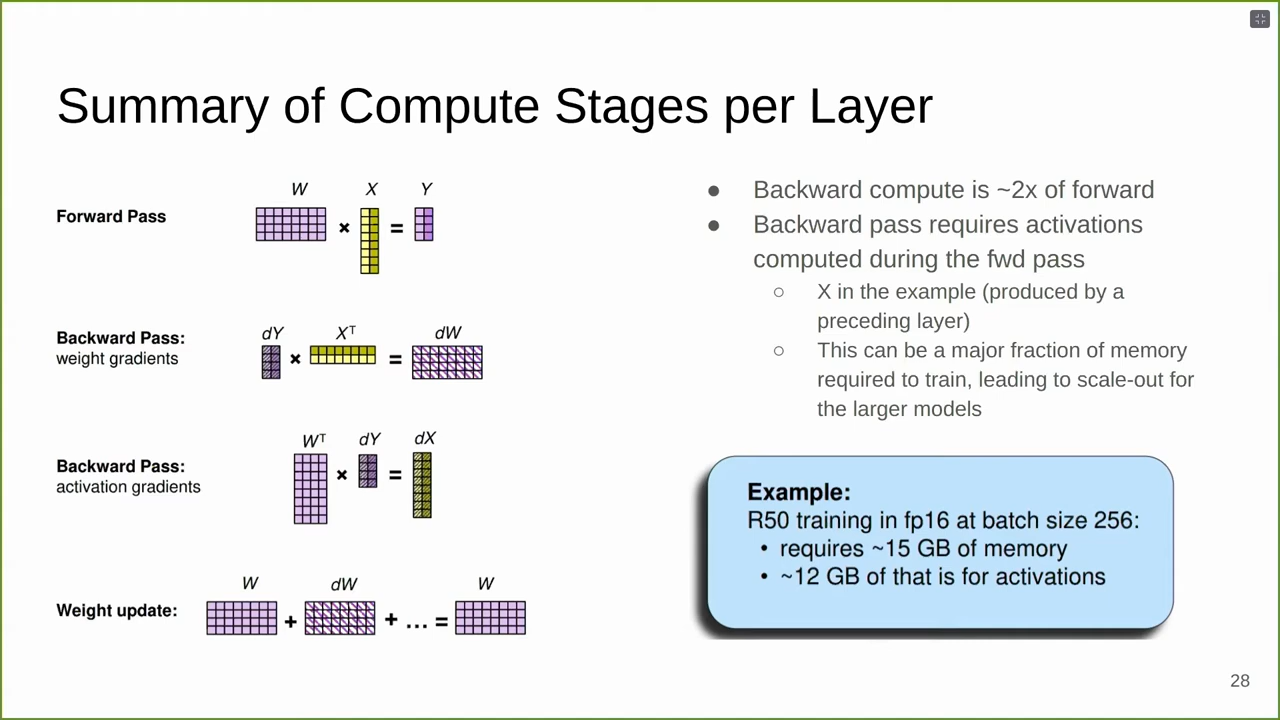 Summary of Compute Stages per Layer
W X Y
Forward Pass
× =
dY Xᵀ dW
Backward Pass:
weight gradients
× =
Wᵀ dY dX
Backward Pass:
activation gradients
× =
W dW W
Weight update:
+ + ... =
● Backward compute is ~2x of forward
● Backward pass requires activations
computed during the fwd pass
○ X in the example (produced by a
preceding layer)
○ This can be a major fraction of memory
required to train, leading to scale-out for
the larger models
Example:
R50 training in fp16 at batch size 256:
• requires ~15 GB of memory
• ~12 GB of that is for activations
28